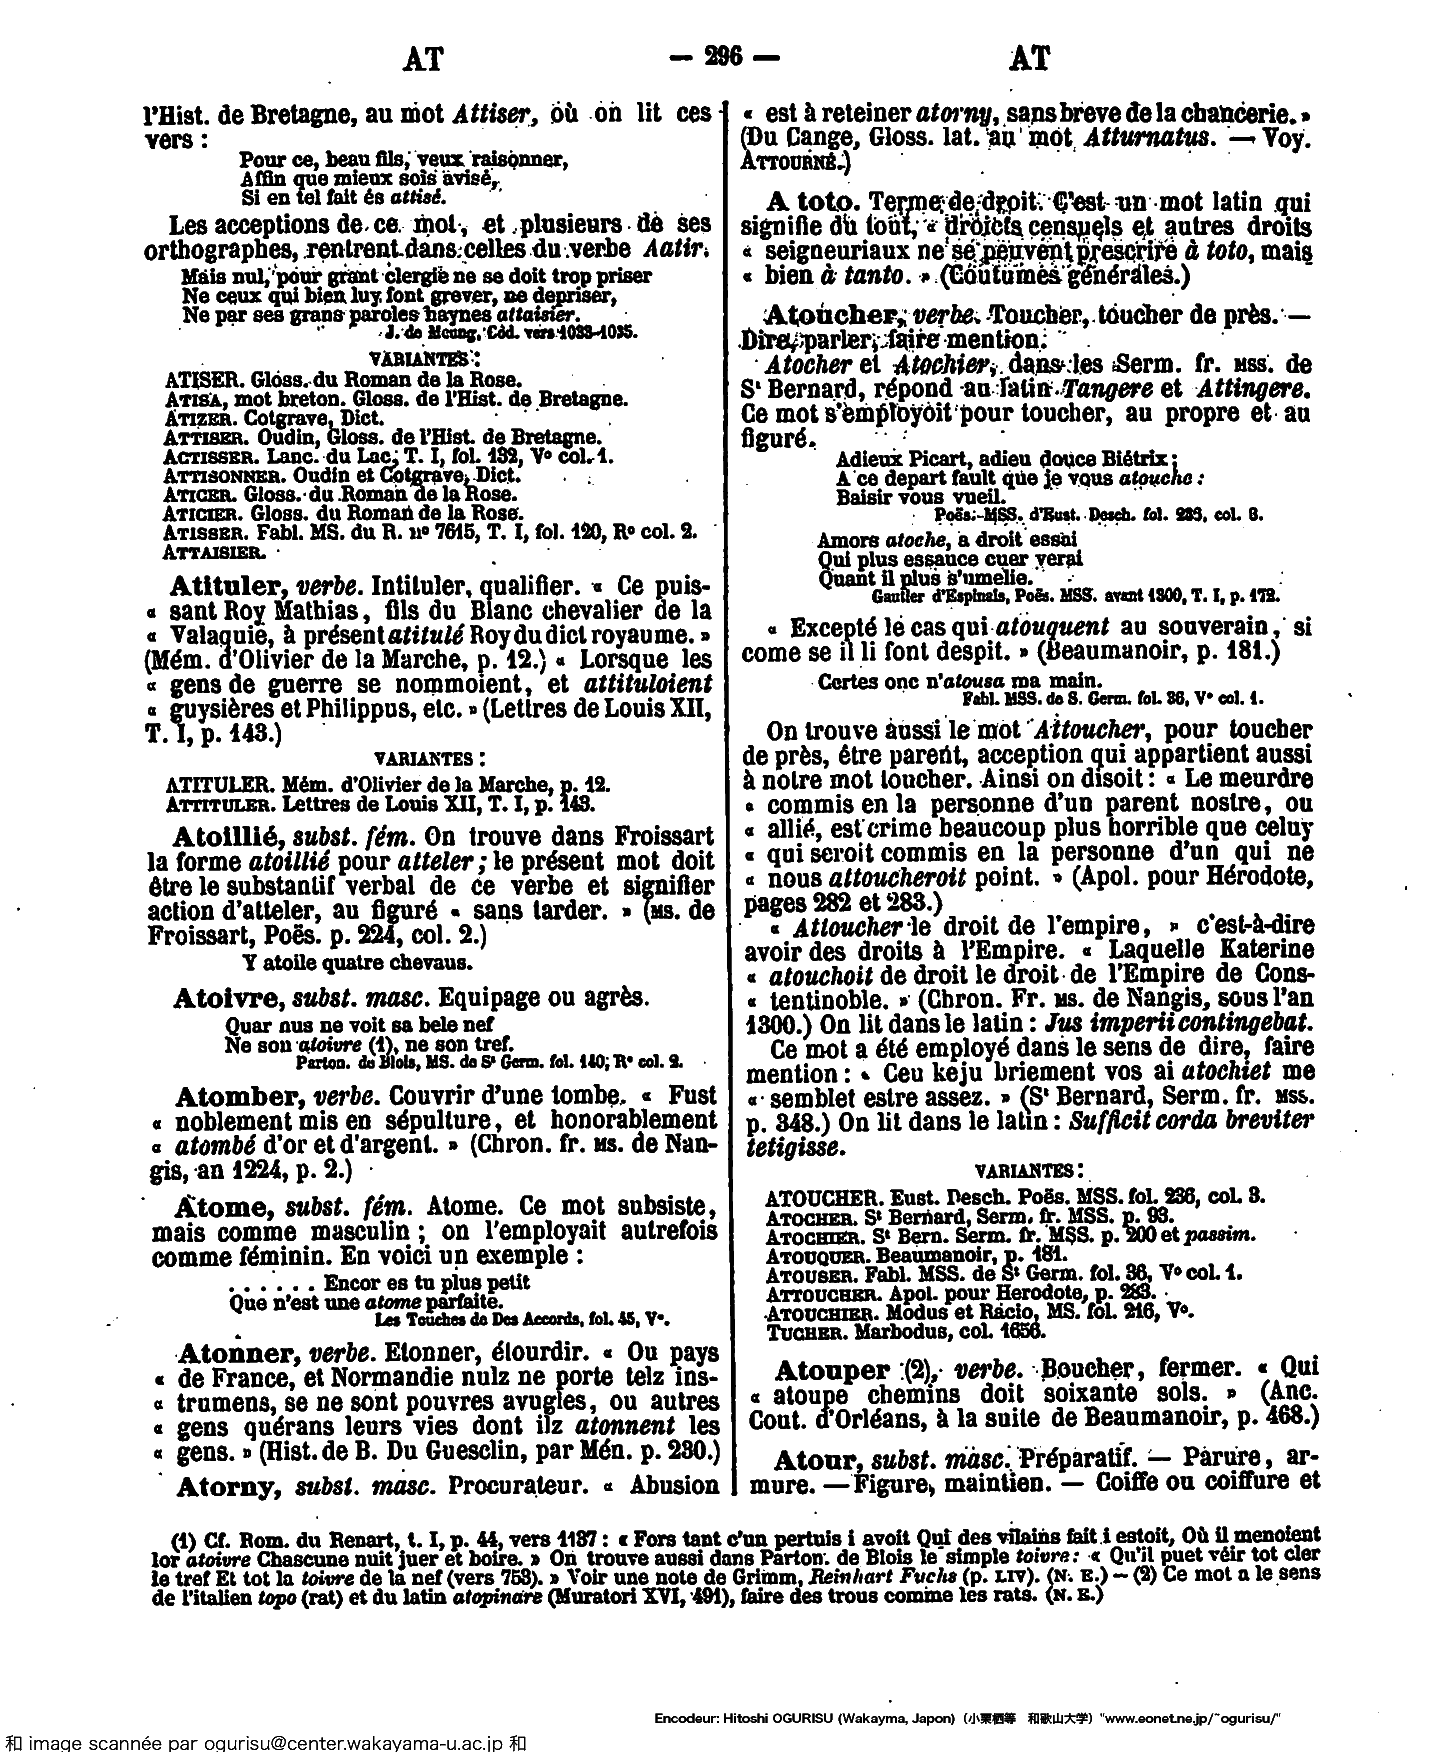 AT — 296 — AT
l'Hist. de Bretagne, au mot Attiser, où on lit ces
vers :
Pour ce, beau fils, veux raisonner,
Affin que mieux sois avisé,
Si en tel fait és attisé.
Les acceptions de ce mot, et plusieurs de ses
orthographes, rentrent dans celles du verbe Aatir.
Mais nul, pour grant clergie ne se doit trop priser
Ne ceux qui bien luy font grever, ne depriser,
Ne par ses grans paroles haynes attaisier.
J. de Meung, Cod. vers 1033-1035.
VARIANTES :
ATISER. Gloss. du Roman de la Rose.
ATISA, mot breton. Gloss. de l'Hist. de Bretagne.
ATIZER. Cotgrave, Dict.
ATTISER. Oudin, Gloss. de l'Hist. de Bretagne.
ACTISSER. Lanc. du Lac, T. I, fol. 132, Vº col. 1.
ATTISONNER. Oudin et Cotgrave, Dict.
ATICER. Gloss. du Roman de la Rose.
ATICIER. Gloss. du Roman de la Rose.
ATISSER. Fabl. MS. du R. nº 7615, T. I, fol. 120, Rº col. 2.
ATTAISIER.
Atituler, verbe. Intituler, qualifier. « Ce puis-
« sant Roy Mathias, fils du Blanc chevalier de la
« Valaquie, à présent atitulé Roy du dict royaume. »
(Mém. d'Olivier de la Marche, p. 12.) « Lorsque les
« gens de guerre se nommoient, et attituloient
« guysières et Philippus, etc. » (Lettres de Louis XII,
T. I, p. 143.)
VARIANTES :
ATITULER. Mém. d'Olivier de la Marche, p. 12.
ATTITULER. Lettres de Louis XII, T. I, p. 143.
Atoillié, subst. fém. On trouve dans Froissart
la forme atoillié pour atteler ; le présent mot doit
être le substantif verbal de ce verbe et signifier
action d'atteler, au figuré « sans tarder. » (MS. de
Froissart, Poës. p. 224, col. 2.)
Y atoile quatre chevaus.
Atoivre, subst. masc. Equipage ou agrès.
Quar nus ne voit sa bele nef
Ne son atoivre (1), ne son tref.
Parton. de Blois, MS. de Sᵗ Germ. fol. 140, Rº col. 2.
Atomber, verbe. Couvrir d'une tombe. « Fust
« noblement mis en sépulture, et honorablement
« atombé d'or et d'argent. » (Chron. fr. MS. de Nan-
gis, an 1224, p. 2.)
Atome, subst. fém. Atome. Ce mot subsiste,
mais comme masculin ; on l'employait autrefois
comme féminin. En voici un exemple :
. . . . . . Encor es tu plus petit
Que n'est une atome parfaite.
Les Touches de Des Accords, fol. 45, Vº.
Atonner, verbe. Etonner, étourdir. « Ou pays
« de France, et Normandie nulz ne porte telz ins-
« trumens, se ne sont pouvres avugles, ou autres
« gens quérans leurs vies dont ilz atonnent les
« gens. » (Hist. de B. Du Guesclin, par Mén. p. 230.)
Atorny, subst. masc. Procurateur. « Abusion
« est à reteiner atorny, sans breve de la chancerie. »
(Du Cange, Gloss. lat. au mot Atturnatus. — Voy.
ATTOURNÉ.)
A toto. Terme de droit. C'est un mot latin qui
signifie du tout, « droicts censuels et autres droits
« seigneuriaux ne se peuvent prescrire à toto, mais
« bien à tanto. » (Coutumes générales.)
Atoucher, verbe. Toucher, toucher de près. —
Dire, parler, faire mention.
Atocher et Atochier, dans les Serm. fr. MSS. de
Sᵗ Bernard, répond au latin Tangere et Attingere.
Ce mot s'employoit pour toucher, au propre et au
figuré.
Adieux Picart, adieu douce Biétrix ;
A ce depart fault que je vous atouche :
Baisir vous vueil.
Poës. MSS. d'Eust. Desch. fol. 233, col. 3.
Amors atoche, a droit essai
Qui plus essauce cuer verai
Quant il plus s'umelie.
Gautier d'Espinais, Poës. MSS. avant 1300, T. I, p. 172.
« Excepté le cas qui atouquent au souverain, si
come se il li font despit. » (Beaumanoir, p. 181.)
Certes onc n'atousa ma main.
Fabl. MSS. de S. Germ. fol. 36, Vº col. 1.
On trouve aussi le mot Attoucher, pour toucher
de près, être parent, acception qui appartient aussi
à notre mot toucher. Ainsi on disoit : « Le meurdre
« commis en la personne d'un parent nostre, ou
« allié, est crime beaucoup plus horrible que celuy
« qui seroit commis en la personne d'un qui ne
« nous attoucheroit point. » (Apol. pour Hérodote,
pages 282 et 283.)
« Attoucher le droit de l'empire, » c'est-à-dire
avoir des droits à l'Empire. « Laquelle Katerine
« atouchoit de droit le droit de l'Empire de Cons-
« tentinoble. » (Chron. Fr. MS. de Nangis, sous l'an
1300.) On lit dans le latin : Jus imperii contingebat.
Ce mot a été employé dans le sens de dire, faire
mention : « Ceu keju briement vos ai atochiet me
« semblet estre assez. » (Sᵗ Bernard, Serm. fr. MSS.
p. 348.) On lit dans le latin : Sufficit corda breviter
tetigisse.
VARIANTES :
ATOUCHER. Eust. Desch. Poës. MSS. fol. 236, col. 3.
ATOCHER. Sᵗ Bernard, Serm. fr. MSS. p. 93.
ATOCHIER. Sᵗ Bern. Serm. fr. MSS. p. 200 et passim.
ATOUQUER. Beaumanoir, p. 181.
ATOUSER. Fabl. MSS. de Sᵗ Germ. fol. 36, Vº col. 1.
ATTOUCHER. Apol. pour Herodote, p. 283.
ATOUCHIER. Modus et Racio, MS. fol. 216, Vº.
TUCHER. Marbodus, col. 1656.
Atouper (2), verbe. Boucher, fermer. « Qui
« atoupe chemins doit soixante sols. » (Anc.
Cout. d'Orléans, à la suite de Beaumanoir, p. 468.)
Atour, subst. masc. Préparatif. — Parure, ar-
mure. — Figure, maintien. — Coiffe ou coiffure et
(1) Cf. Rom. du Renart, t. I, p. 44, vers 1137 : « Fors tant c'un pertuis i avoit Qui des vilains fait i estoit, Où il menoient
lor atoivre Chascune nuit juer et boire. » On trouve aussi dans Parton. de Blois le simple toivre : « Qu'il puet véir tot cler
le tref Et tot la toivre de la nef (vers 753). » Voir une note de Grimm, Reinhart Fuchs (p. LIV). (N. E.) — (2) Ce mot a le sens
de l'italien topo (rat) et du latin atopinare (Muratori XVI, 491), faire des trous comme les rats. (N. E.)
Encodeur: Hitoshi OGURISU (Wakayma, Japon) (小栗栖等 和歌山大学) "www.eonet.ne.jp/~ogurisu/"
和 image scannée par ogurisu@center.wakayama-u.ac.jp 和